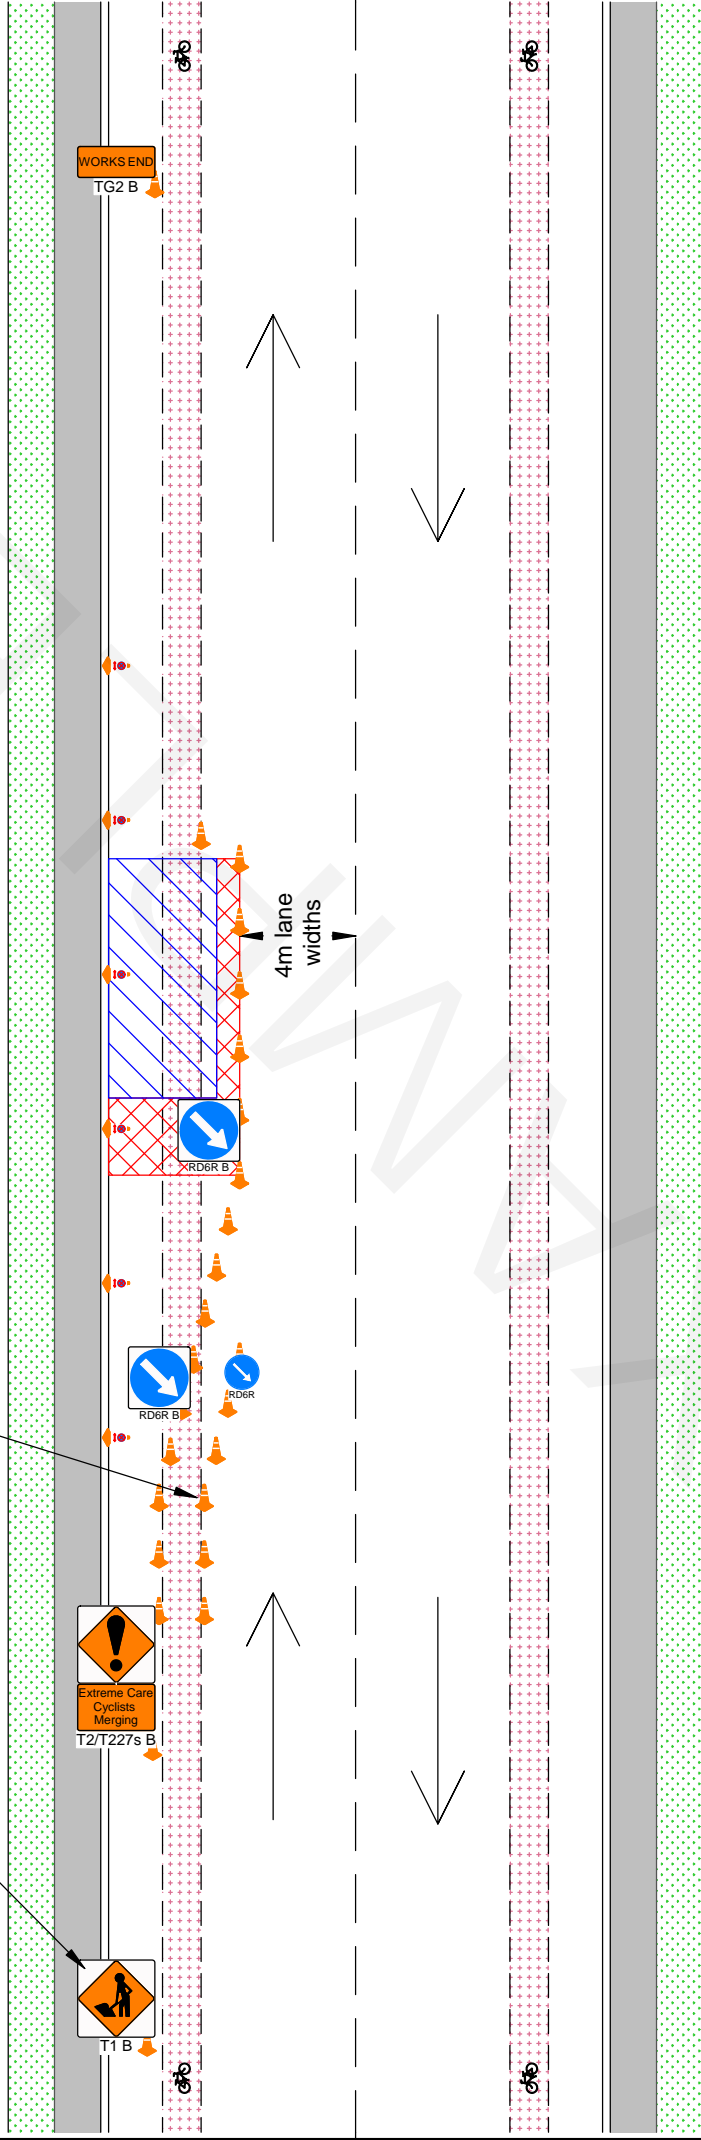 WORKS END
TG2 B
4m lane
widths
RD6R B
RD6R B
RD6R
Extreme Care
Cyclists
Merging
T2/T227s B
T1 B